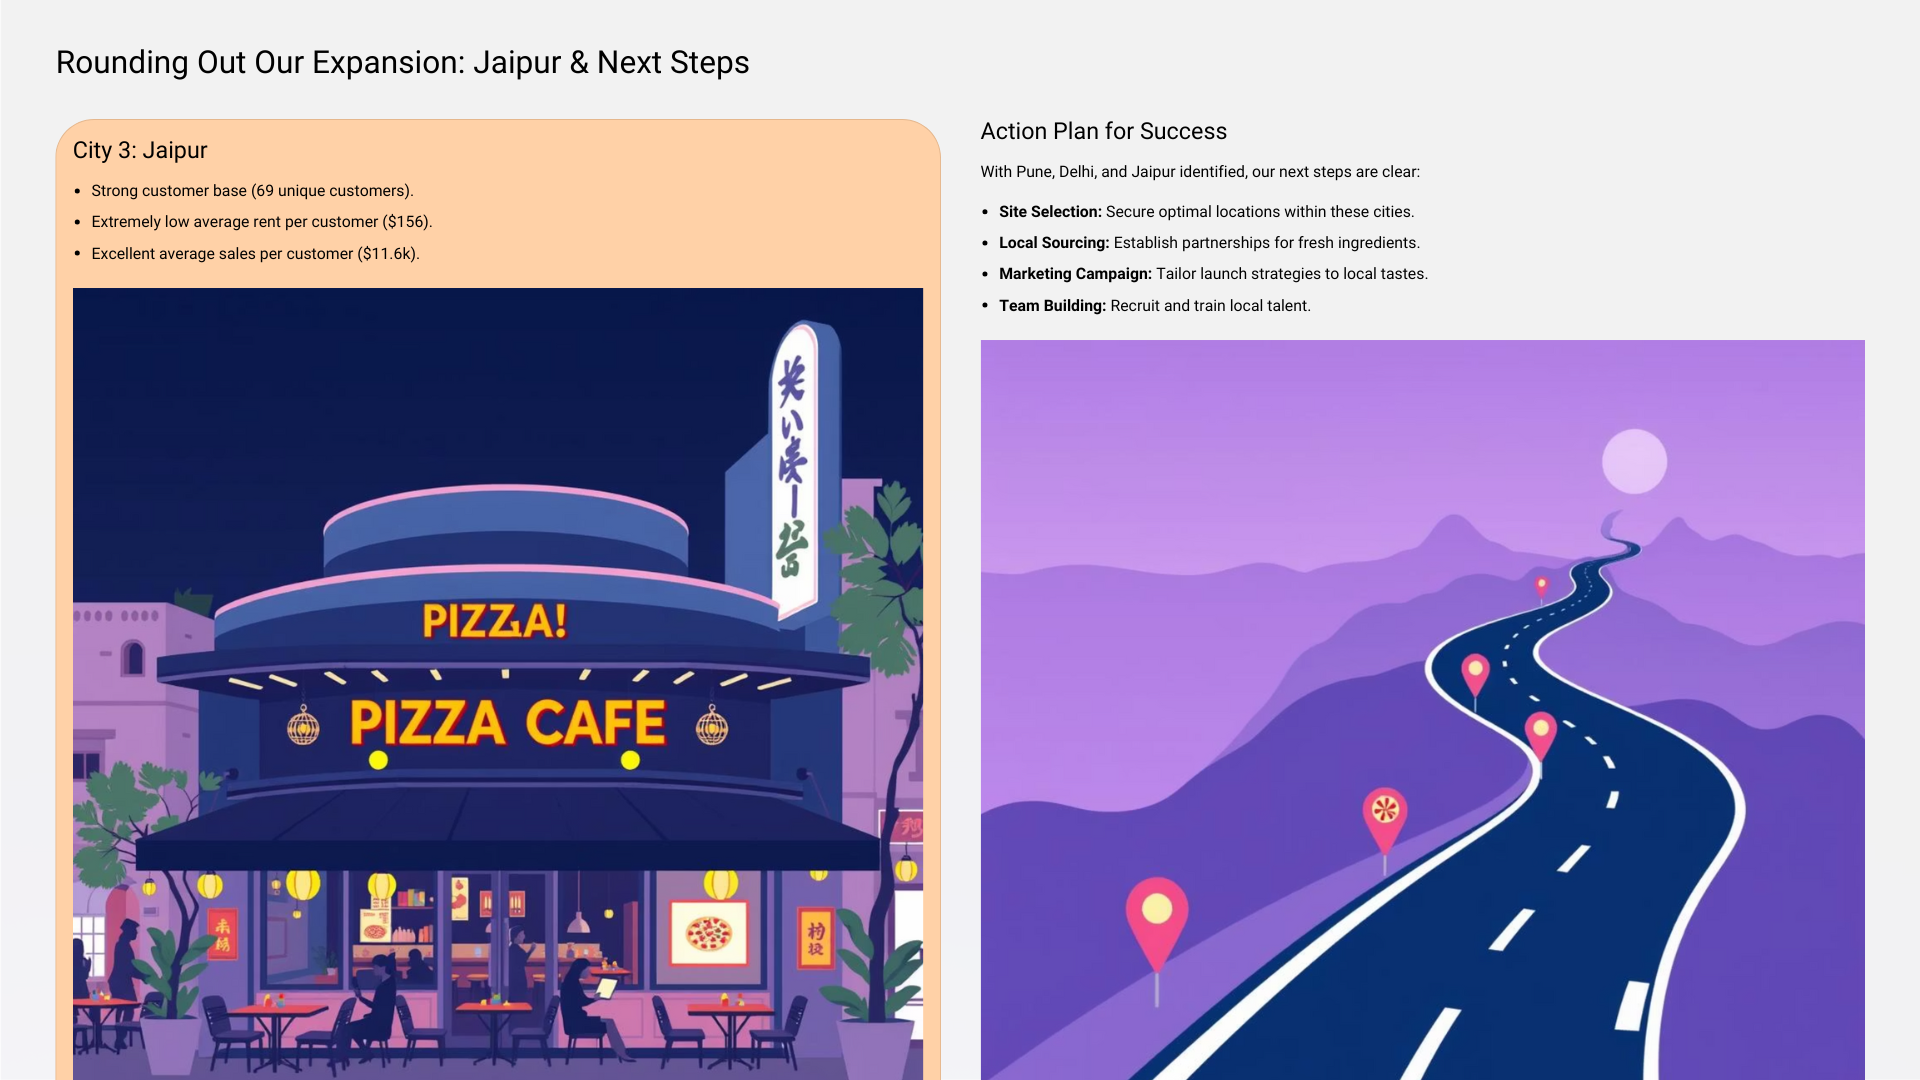 Rounding Out Our Expansion: Jaipur & Next Steps
City 3: Jaipur
• Strong customer base (69 unique customers).
• Extremely low average rent per customer ($156).
• Excellent average sales per customer ($11.6k).
PIZZA!
PIZZA CAFE
Action Plan for Success
With Pune, Delhi, and Jaipur identified, our next steps are clear:
• Site Selection: Secure optimal locations within these cities.
• Local Sourcing: Establish partnerships for fresh ingredients.
• Marketing Campaign: Tailor launch strategies to local tastes.
• Team Building: Recruit and train local talent.